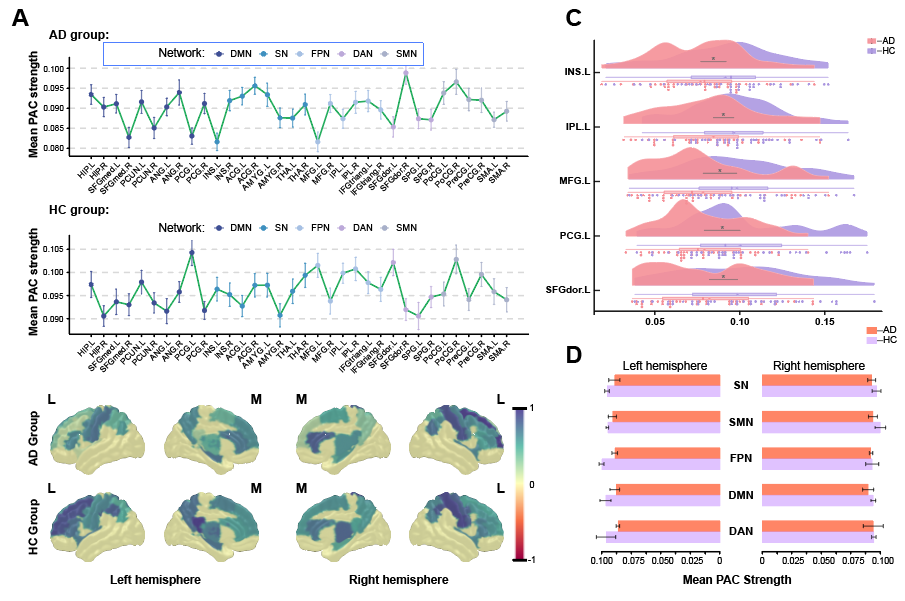 A
AD group:
Network: DMN SN FPN DAN SMN
Mean PAC strength
0.100
0.095
0.090
0.085
0.080
HIP.L HIP.R SFGmed.L SFGmed.R PCUN.L PCUN.R ANG.L ANG.R PCG.L PCG.R INS.L INS.R ACG.L ACG.R AMYG.L AMYG.R THA.L THA.R MFG.L MFG.R IPL.L IPL.R IFGtriang.L IFGtriang.R SFGdor.L SFGdor.R SPG.L SPG.R PoCG.L PoCG.R PreCG.L PreCG.R SMA.L SMA.R
HC group:
Network: DMN SN FPN DAN SMN
Mean PAC strength
0.105
0.100
0.095
0.090
HIP.L HIP.R SFGmed.L SFGmed.R PCUN.L PCUN.R ANG.L ANG.R PCG.L PCG.R INS.L INS.R ACG.L ACG.R AMYG.L AMYG.R THA.L THA.R MFG.L MFG.R IPL.L IPL.R IFGtriang.L IFGtriang.R SFGdor.L SFGdor.R SPG.L SPG.R PoCG.L PoCG.R PreCG.L PreCG.R SMA.L SMA.R
L M M L
AD Group
L M M L
HC Group
1
0
-1
Left hemisphere Right hemisphere
C
AD
HC
INS.L
*
IPL.L
*
MFG.L
*
PCG.L
*
SFGdor.L
*
0.05 0.10 0.15
D
AD
HC
Left hemisphere Right hemisphere
SN
SMN
FPN
DMN
DAN
0.100 0.075 0.050 0.025 0 0 0.025 0.050 0.075 0.100
Mean PAC Strength